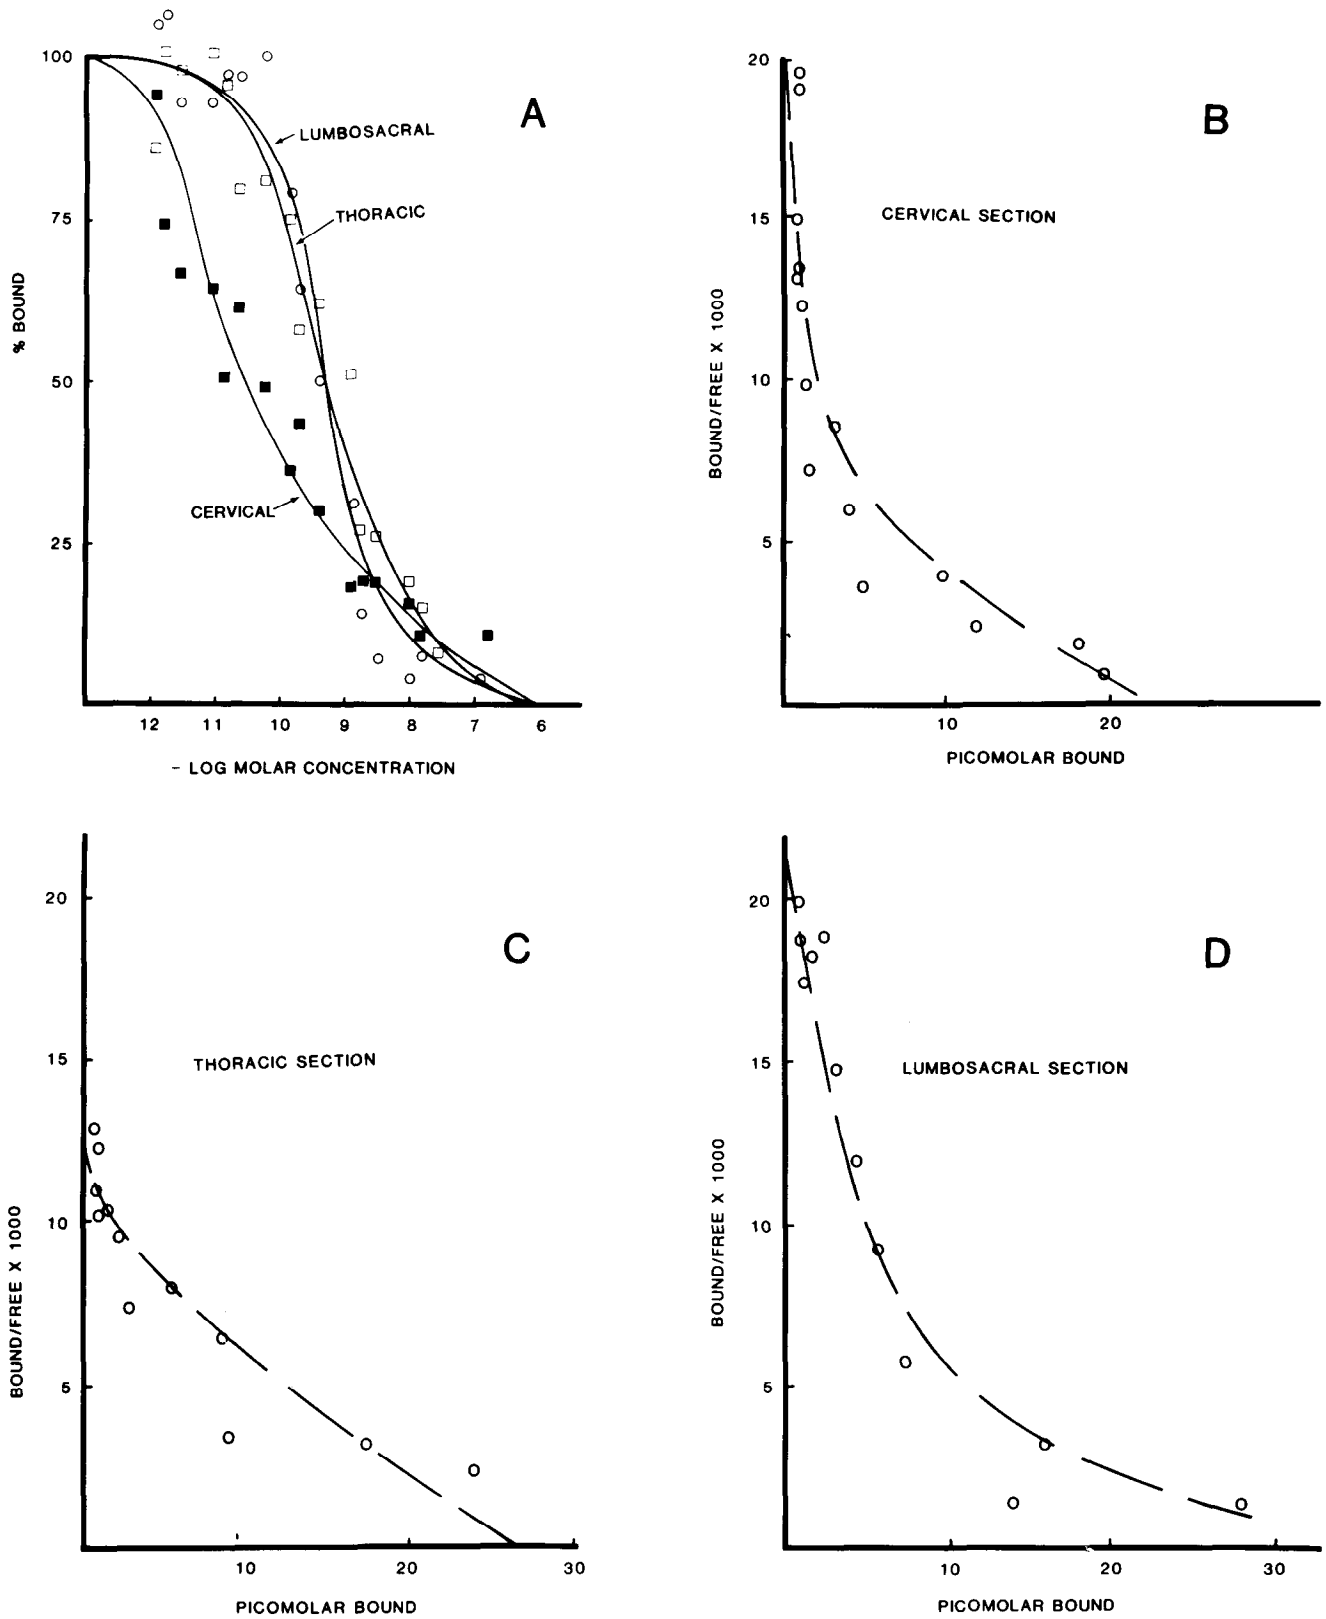 A
100
75
50
25
% BOUND
LUMBOSACRAL
THORACIC
CERVICAL
12 11 10 9 8 7 6
- LOG MOLAR CONCENTRATION
B
20
15
10
5
BOUND/FREE X 1000
CERVICAL SECTION
10 20
PICOMOLAR BOUND
C
20
15
10
5
BOUND/FREE X 1000
THORACIC SECTION
10 20 30
PICOMOLAR BOUND
D
20
15
10
5
BOUND/FREE X 1000
LUMBOSACRAL SECTION
10 20 30
PICOMOLAR BOUND